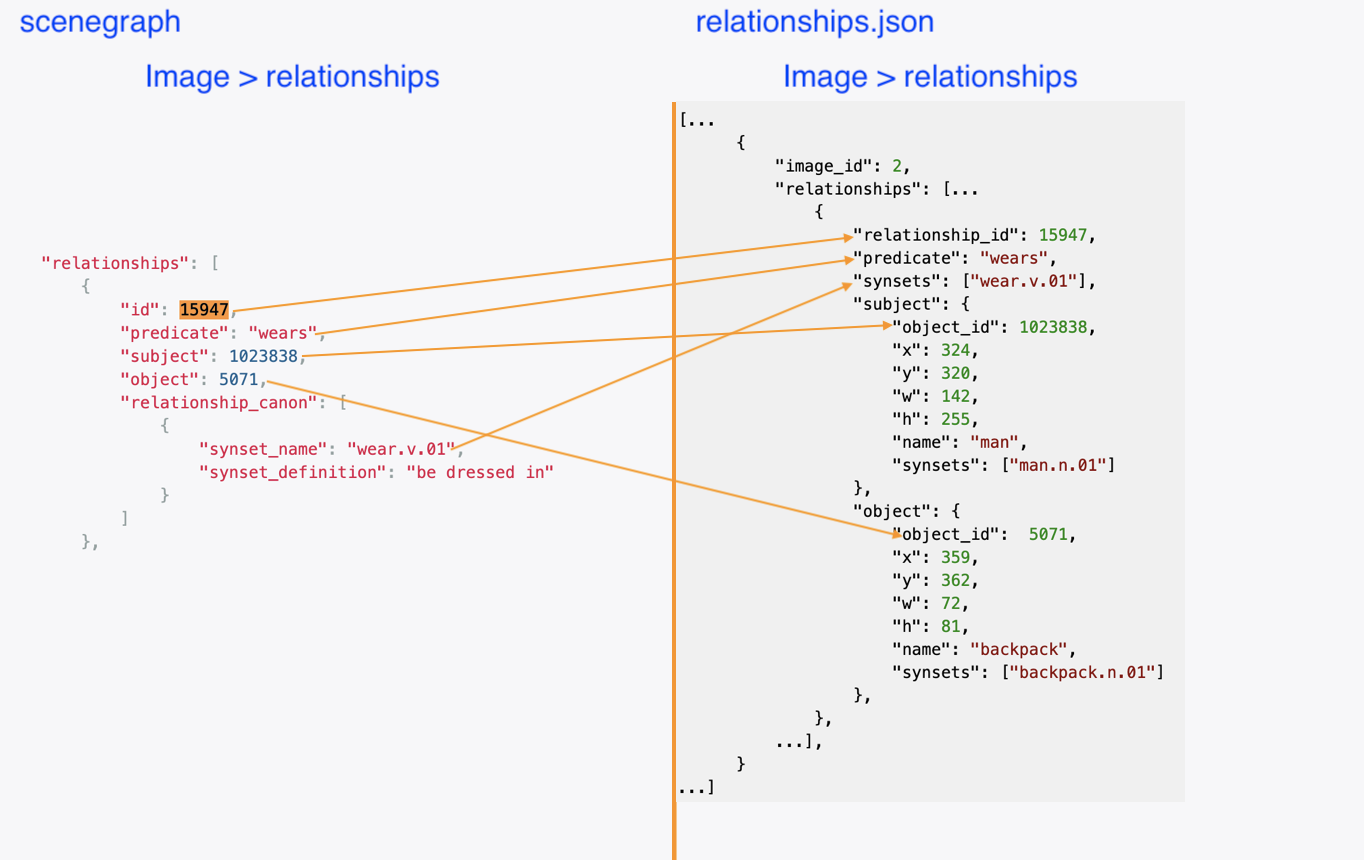 scenegraph
Image > relationships
"relationships": [
{
"id": 15947,
"predicate": "wears",
"subject": 1023838,
"object": 5071,
"relationship_canon": [
{
"synset_name": "wear.v.01",
"synset_definition": "be dressed in"
}
]
},
relationships.json
Image > relationships
[...
{
"image_id": 2,
"relationships": [...
{
"relationship_id": 15947,
"predicate": "wears",
"synsets": ["wear.v.01"],
"subject": {
"object_id": 1023838,
"x": 324,
"y": 320,
"w": 142,
"h": 255,
"name": "man",
"synsets": ["man.n.01"]
},
"object": {
"object_id":  5071,
"x": 359,
"y": 362,
"w": 72,
"h": 81,
"name": "backpack",
"synsets": ["backpack.n.01"]
},
},
...],
}
...]